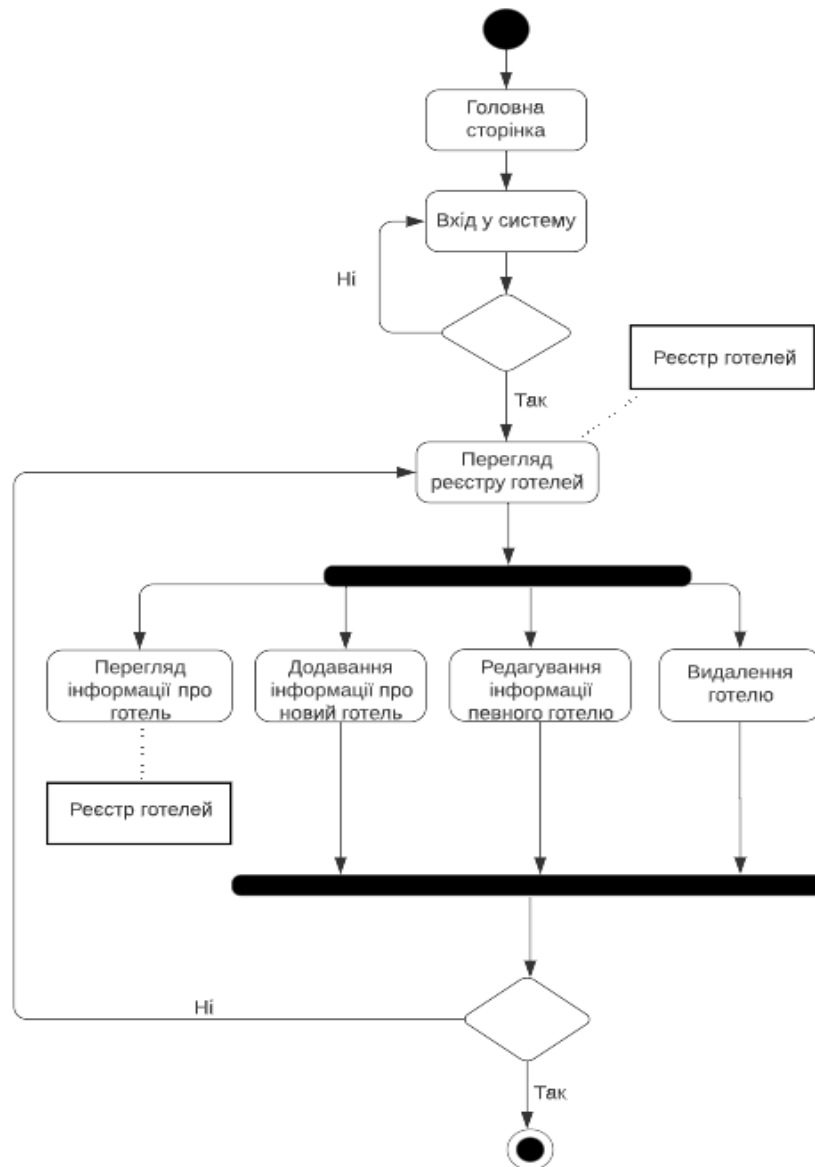 Головна
сторінка
Вхід у систему
Ні
Реєстр готелей
Так
Перегляд
реєстру готелей
Перегляд
інформації про
готель
Додавання
інформації про
новий готель
Редагування
інформації
певного готелю
Видалення
готелю
Реєстр готелей
Ні
Так